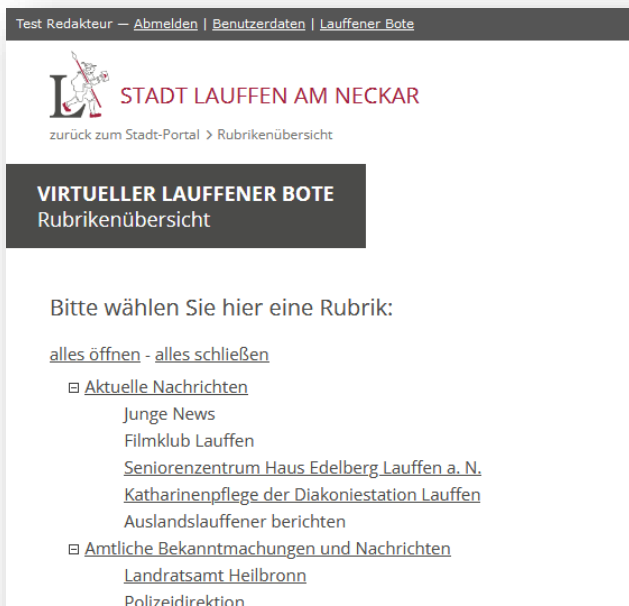 Test Redakteur — Abmelden | Benutzerdaten | Lauffener Bote
L STADT LAUFFEN AM NECKAR
zurück zum Stadt-Portal > Rubrikenübersicht
VIRTUELLER LAUFFENER BOTE
Rubrikenübersicht
Bitte wählen Sie hier eine Rubrik:
alles öffnen - alles schließen
Aktuelle Nachrichten
Junge News
Filmklub Lauffen
Seniorenzentrum Haus Edelberg Lauffen a. N.
Katharinenpflege der Diakoniestation Lauffen
Auslandslauffener berichten
Amtliche Bekanntmachungen und Nachrichten
Landratsamt Heilbronn
Polizeidirektion